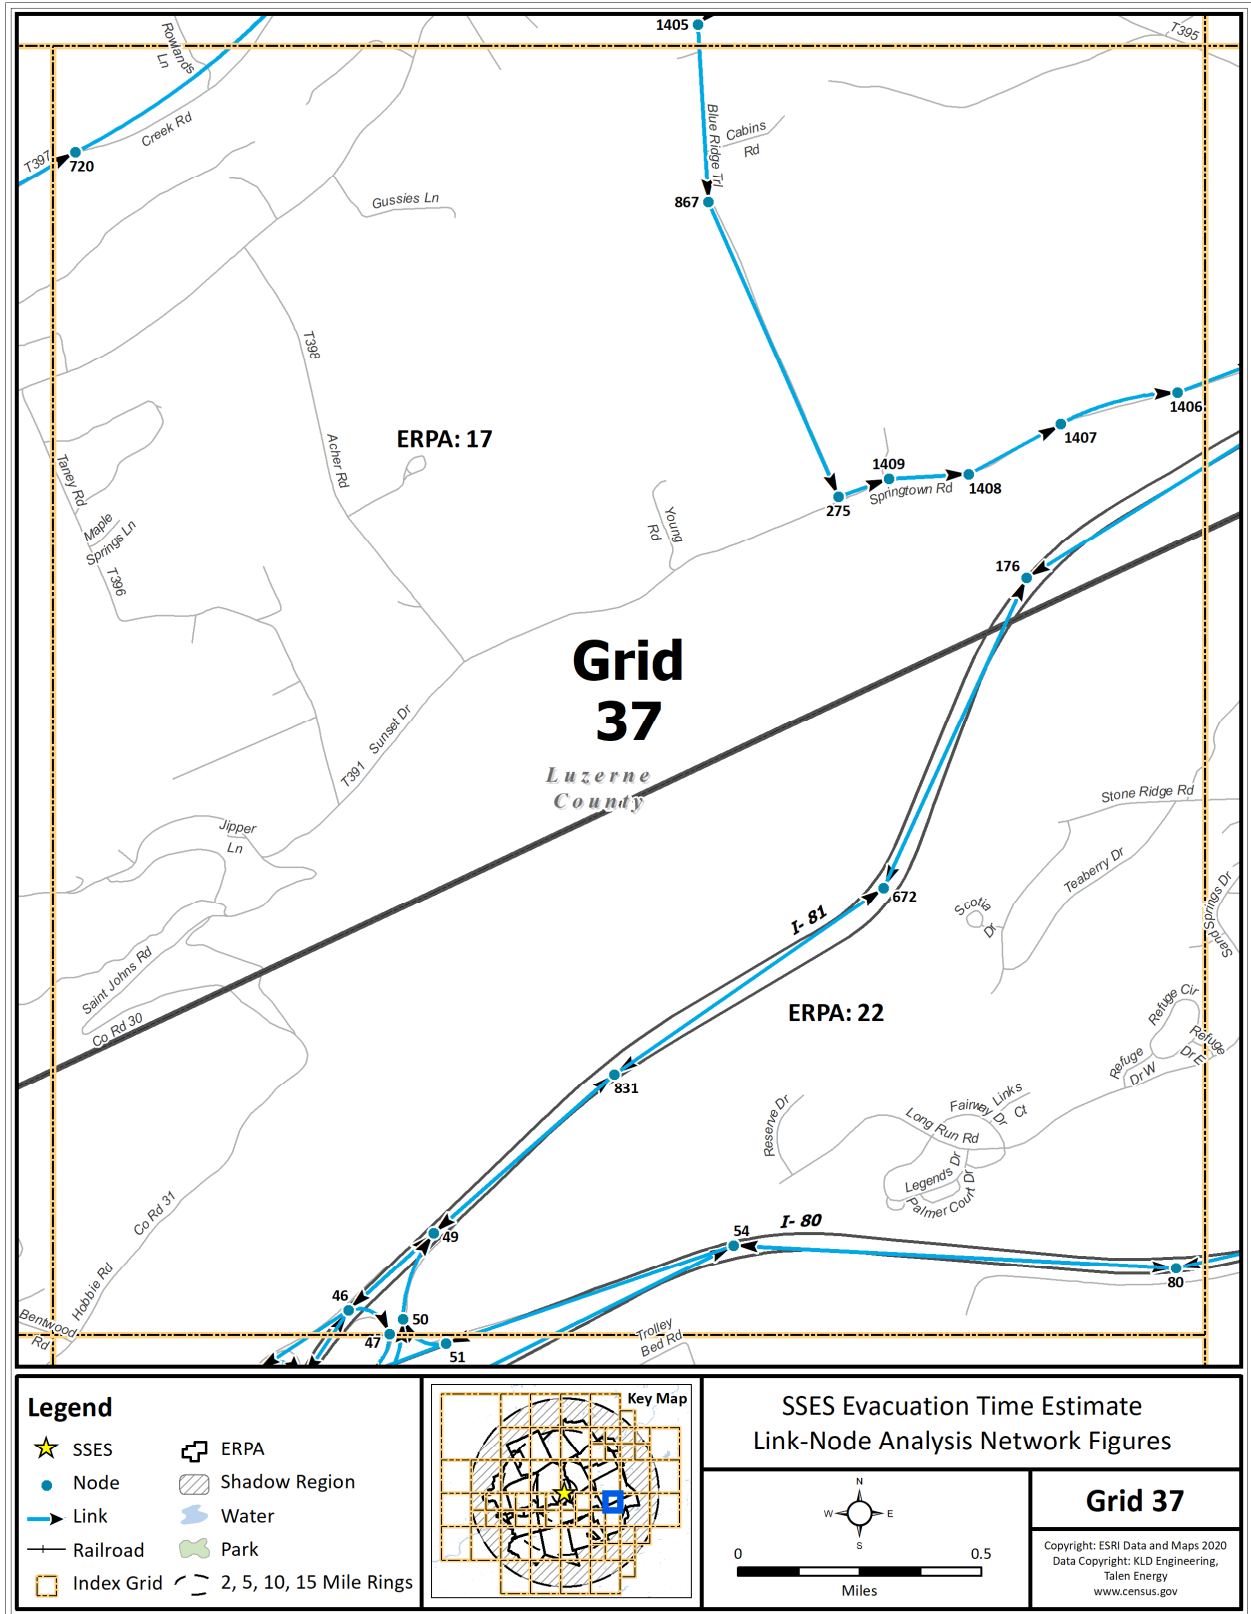 1405
T395
Rowlands
Ln
Creek Rd
T397
720
Blue Ridge Trl
Cabins
Rd
Gussies Ln
867
T398
1406
1407
ERPA: 17
Acher Rd
1409
1408
Springtown Rd
275
Taney Rd
Maple
Springs Ln
Young
Rd
T396
176
Grid
37
Sunset Dr
T391
Luzerne
County
Stone Ridge Rd
Jipper
Ln
Teaberry Dr
672
Scotia
Dr
Sand Springs Dr
I- 81
Saint Johns Rd
Co Rd 30
ERPA: 22
Refuge Cir
Refuge
Dr E
Refuge
Dr W
831
Reserve Dr
Links
Ct
Fairway Dr
Long Run Rd
Legends Dr
Palmer Court Dr
Co Rd 31
49
54
I- 80
80
Hobbie Rd
46
50
47
51
Bentwood
Rd
Trolley
Bed Rd
Legend
SSES
Node
Link
Railroad
Index Grid
ERPA
Shadow Region
Water
Park
2, 5, 10, 15 Mile Rings
Key Map
SSES Evacuation Time Estimate
Link-Node Analysis Network Figures
N
W
E
S
0
0.5
Miles
Grid 37
Copyright: ESRI Data and Maps 2020
Data Copyright: KLD Engineering,
Talen Energy
www.census.gov